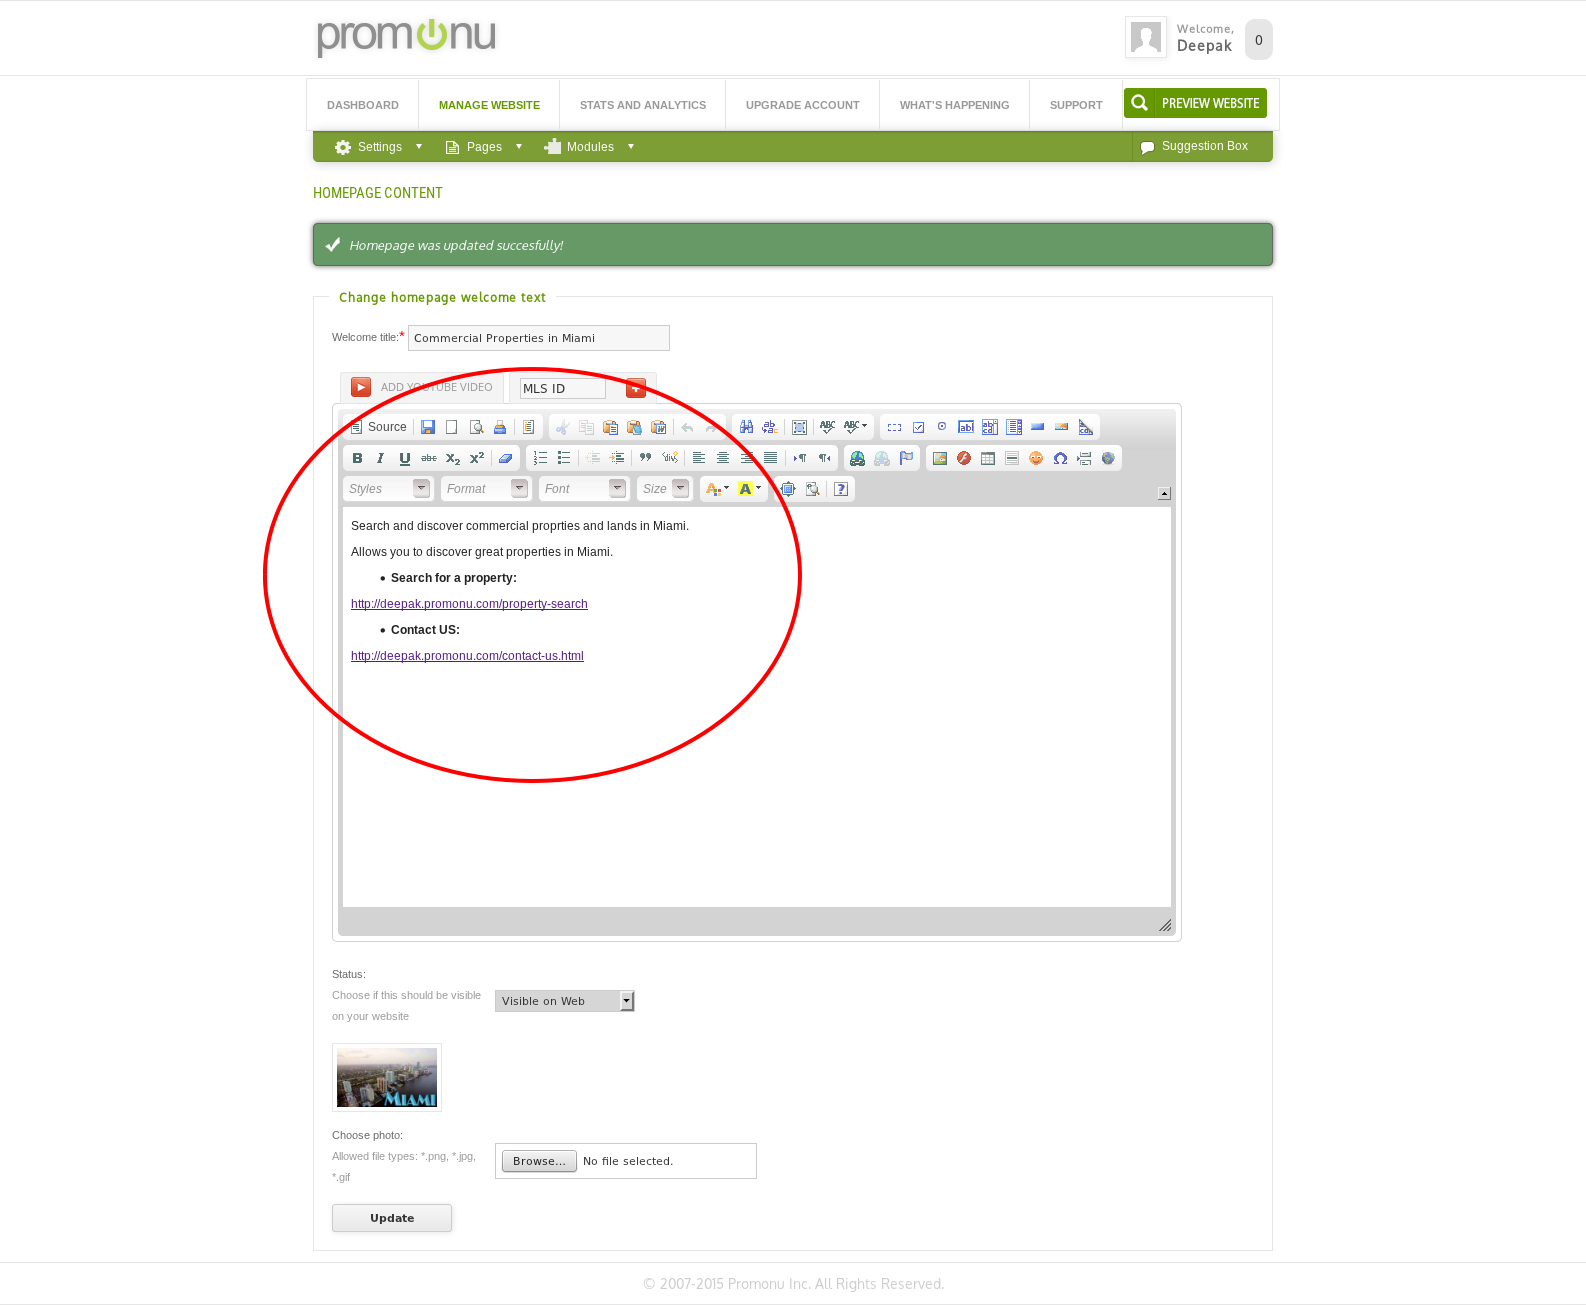 promonu
Welcome,
Deepak
0
DASHBOARD
MANAGE WEBSITE
STATS AND ANALYTICS
UPGRADE ACCOUNT
WHAT'S HAPPENING
SUPPORT
PREVIEW WEBSITE
Settings
Pages
Modules
Suggestion Box
HOMEPAGE CONTENT
Homepage was updated succesfully!
Change homepage welcome text
Welcome title:*
Commercial Properties in Miami
ADD YOUTUBE VIDEO
MLS ID
Source
Styles
Format
Font
Size
Search and discover commercial proprties and lands in Miami.
Allows you to discover great properties in Miami.
• Search for a property:
http://deepak.promonu.com/property-search
• Contact US:
http://deepak.promonu.com/contact-us.html
Status:
Choose if this should be visible
on your website
Visible on Web
MIAMI
Choose photo:
Allowed file types: *.png, *.jpg,
*.gif
Browse...
No file selected.
Update
© 2007-2015 Promonu Inc. All Rights Reserved.